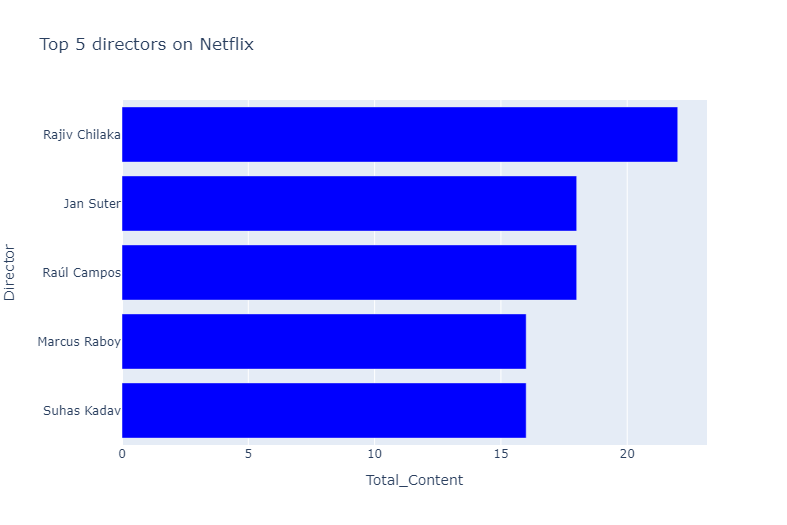 Top 5 directors on Netflix
Director
Rajiv Chilaka
Jan Suter
Raúl Campos
Marcus Raboy
Suhas Kadav
0 5 10 15 20
Total_Content